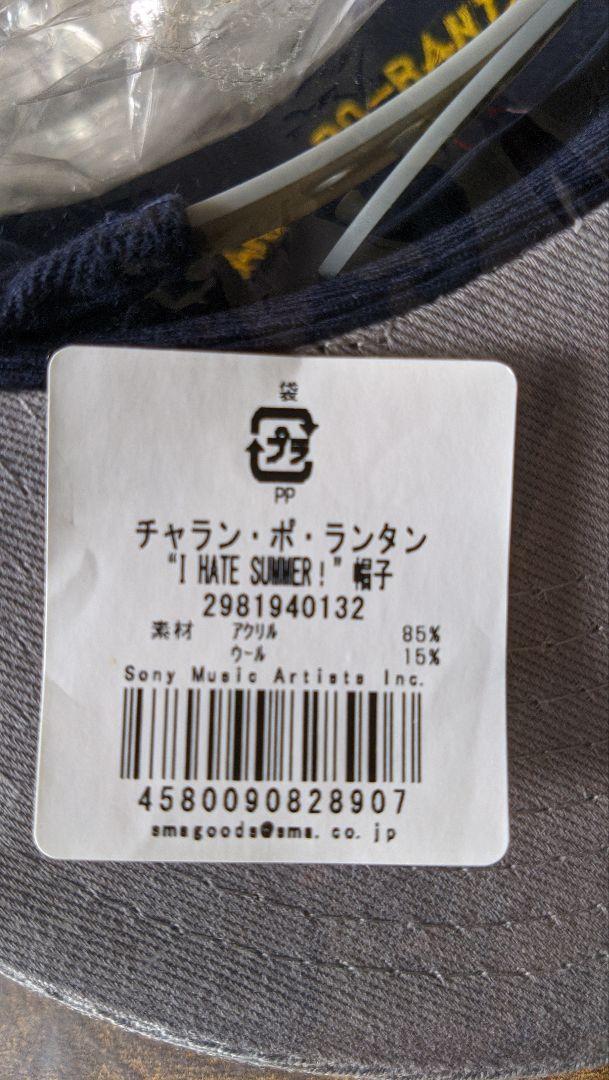 PO-RANT
袋
プラ
PP
チャラン・ポ・ランタン
"I HATE SUMMER!" 帽子
2981940132
素材 アクリル 85%
ウール 15%
Sony Music Artists Inc.
4580090828907
smagoods@sma.co.jp